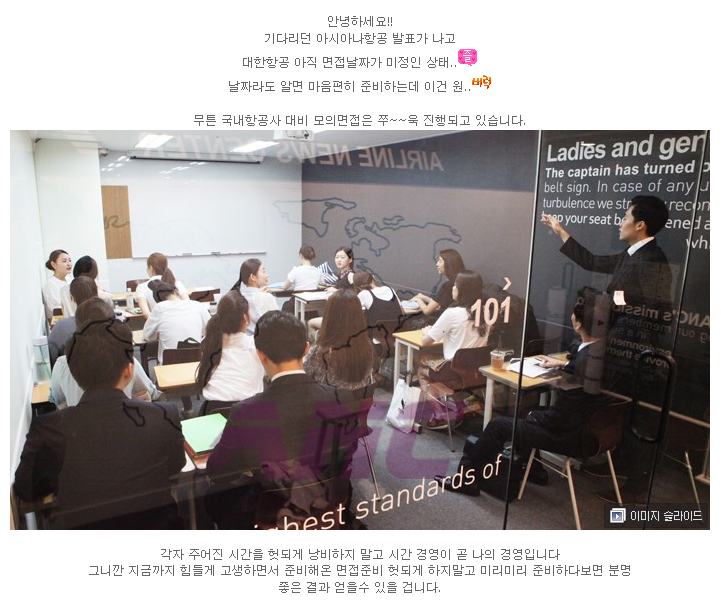 안녕하세요!!
기다리던 아시아나항공 발표가 나고
대한항공 아직 면접날짜가 미정인 상태..
날짜라도 알면 마음편히 준비하는데 이건 원..버럭
무튼 국내항공사 대비 모의면접은 쭈~~욱 진행되고 있습니다.
AIRLINE NEWS CENTER
Ladies and gen
The captain has turned
belt sign. In case of any u
turbulence we recon
keep your seat
101
ANC
highest standards of
이미지 슬라이드
각자 주어진 시간을 헛되게 낭비하지 말고 시간 경영이 곧 나의 경영입니다
그니깐 지금까지 힘들게 고생하면서 준비해온 면접준비 헛되게 하지말고 미리미리 준비하다보면 분명
좋은 결과 얻을수 있을 겁니다.